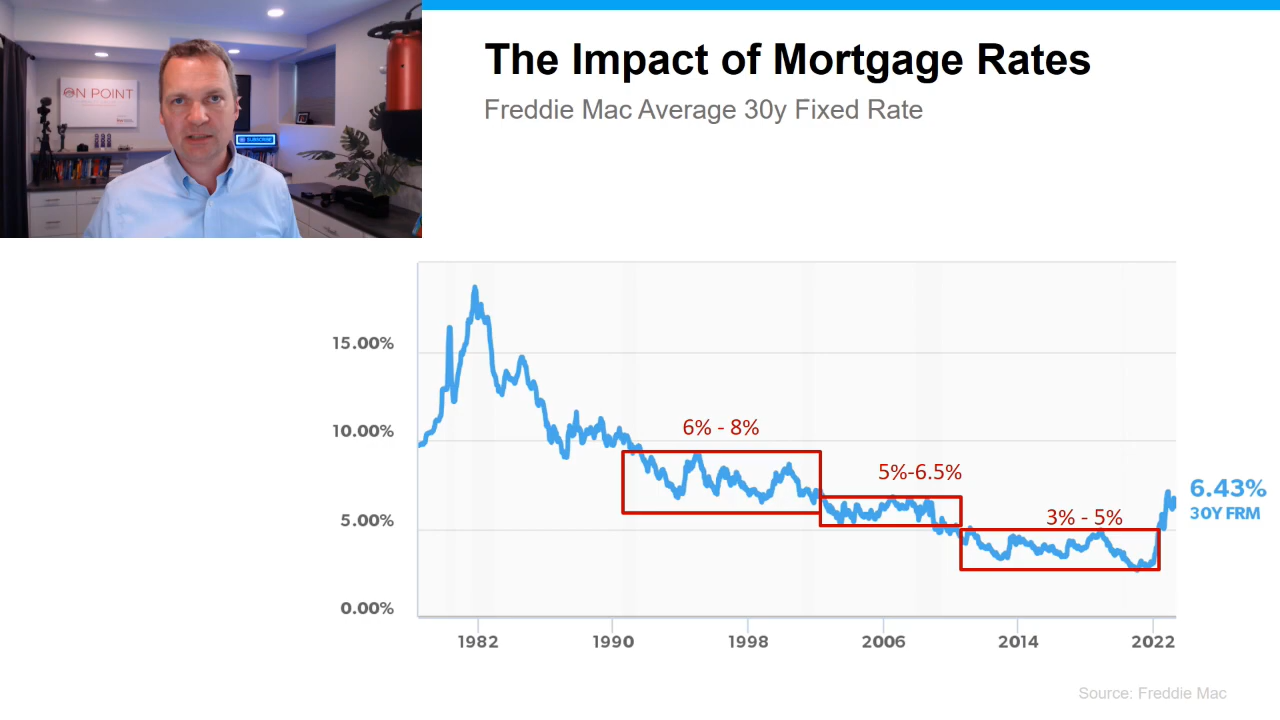 ON POINT
SUBSCRIBE
The Impact of Mortgage Rates
Freddie Mac Average 30y Fixed Rate
15.00%
10.00%
5.00%
0.00%
6% - 8%
5%-6.5%
3% - 5%
6.43%
30Y FRM
1982 1990 1998 2006 2014 2022
Source: Freddie Mac